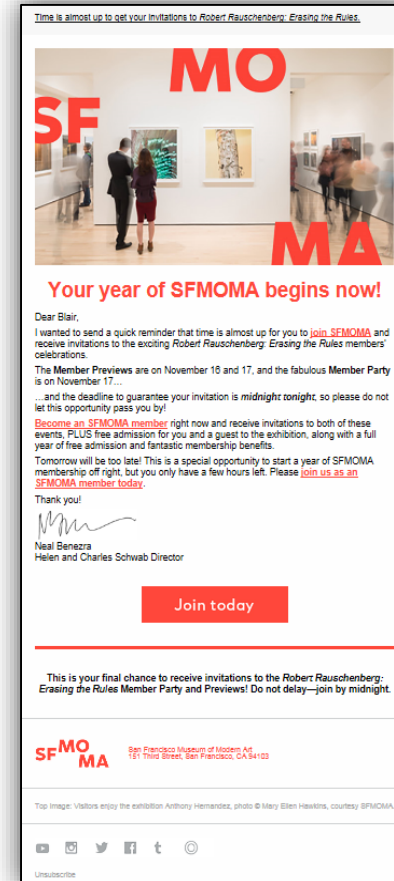 Time is almost up to get your invitations to Robert Rauschenberg: Erasing the Rules.
MO
SF
MA
Your year of SFMOMA begins now!
Dear Blair,
I wanted to send a quick reminder that time is almost up for you to join SFMOMA and
receive invitations to the exciting Robert Rauschenberg: Erasing the Rules members'
celebrations.
The Member Previews are on November 16 and 17, and the fabulous Member Party
is on November 17…
…and the deadline to guarantee your invitation is midnight tonight, so please do not
let this opportunity pass you by!
Become an SFMOMA member right now and receive invitations to both of these
events, PLUS free admission for you and a guest to the exhibition, along with a full
year of free admission and fantastic membership benefits.
Tomorrow will be too late! This is a special opportunity to start a year of SFMOMA
membership off right, but you only have a few hours left. Please join us as an
SFMOMA member today.
Thank you!
Neal Benezra
Helen and Charles Schwab Director
Join today
This is your final chance to receive invitations to the Robert Rauschenberg:
Erasing the Rules Member Party and Previews! Do not delay—join by midnight.
SFMOMA
San Francisco Museum of Modern Art
151 Third Street, San Francisco, CA 94103
Top image: Visitors enjoy the exhibition Anthony Hernandez, photo © Mary Ellen Hawkins, courtesy SFMOMA.
Unsubscribe